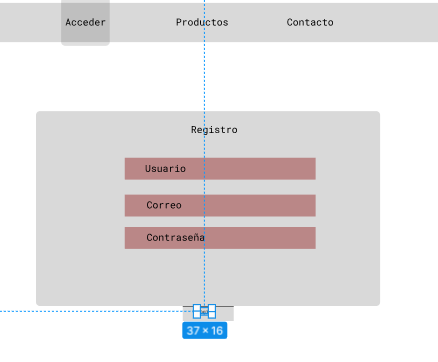 Acceder Productos Contacto
Registro
Usuario
Correo
Contraseña
37 × 16